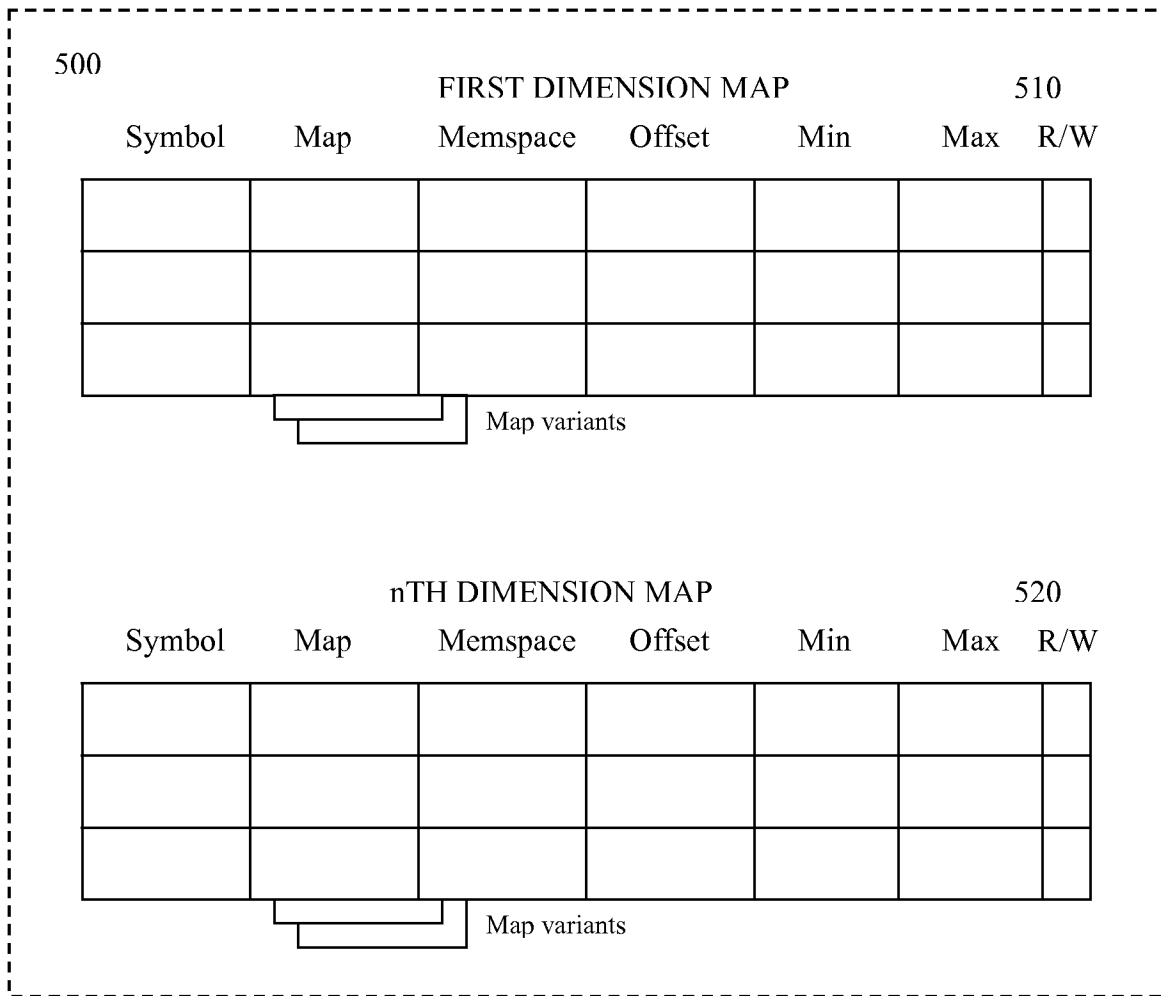 500
FIRST DIMENSION MAP 510
Symbol Map Memspace Offset Min Max R/W
Map variants
nTH DIMENSION MAP 520
Symbol Map Memspace Offset Min Max R/W
Map variants